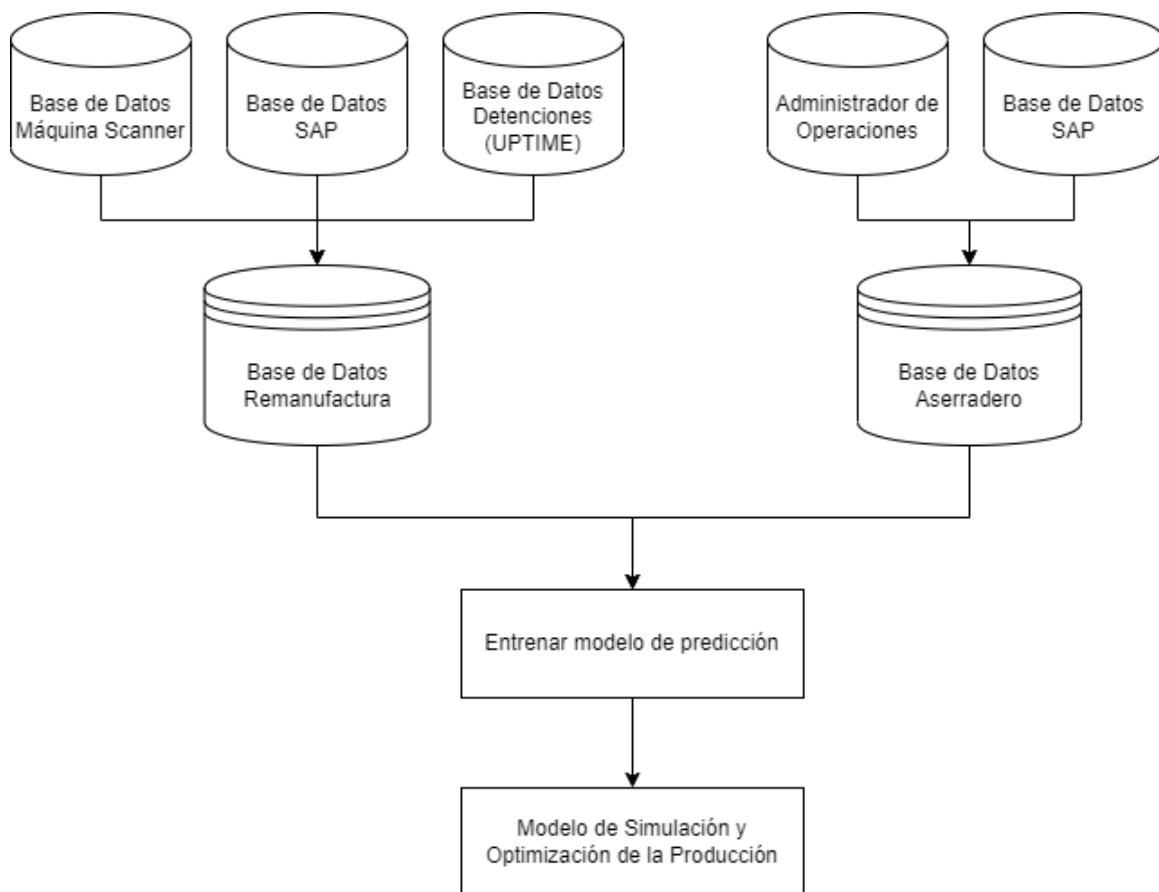 Base de Datos
Máquina Scanner
Base de Datos
SAP
Base de Datos
Detenciones
(UPTIME)
Administrador de
Operaciones
Base de Datos
SAP
Base de Datos
Remanufactura
Base de Datos
Aserradero
Entrenar modelo de predicción
Modelo de Simulación y
Optimización de la Producción